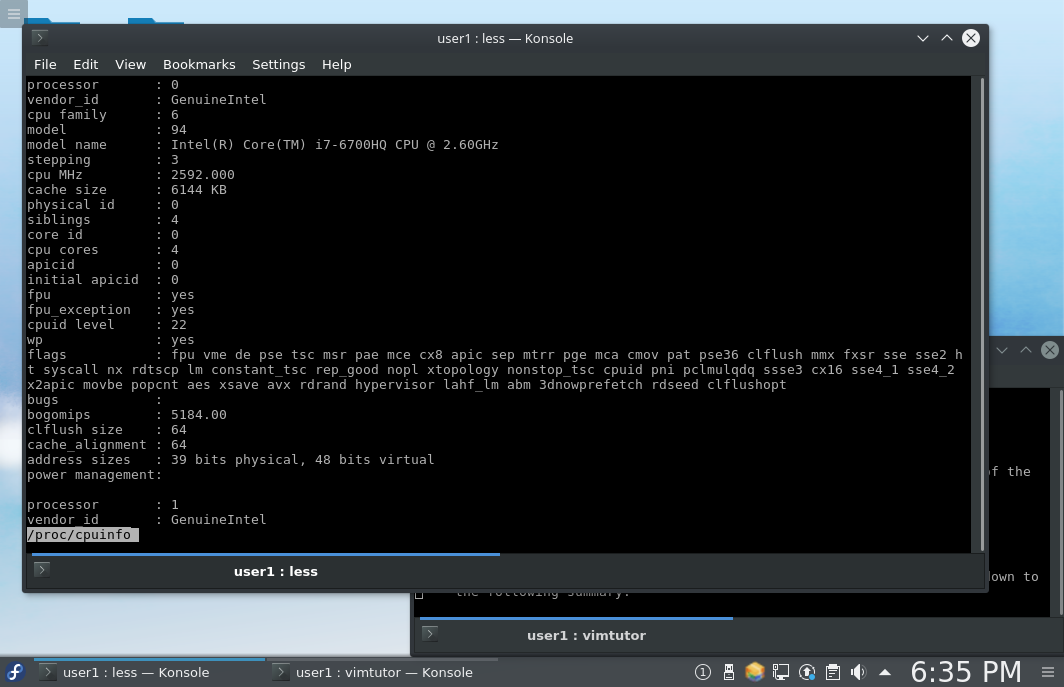 user1 : less — Konsole
File Edit View Bookmarks Settings Help
processor       : 0
vendor_id       : GenuineIntel
cpu family      : 6
model           : 94
model name      : Intel(R) Core(TM) i7-6700HQ CPU @ 2.60GHz
stepping        : 3
cpu MHz         : 2592.000
cache size      : 6144 KB
physical id     : 0
siblings        : 4
core id         : 0
cpu cores       : 4
apicid          : 0
initial apicid  : 0
fpu             : yes
fpu_exception   : yes
cpuid level     : 22
wp              : yes
flags           : fpu vme de pse tsc msr pae mce cx8 apic sep mtrr pge mca cmov pat pse36 clflush mmx fxsr sse sse2 h
t syscall nx rdtscp lm constant_tsc rep_good nopl xtopology nonstop_tsc cpuid pni pclmulqdq ssse3 cx16 sse4_1 sse4_2
x2apic movbe popcnt aes xsave avx rdrand hypervisor lahf_lm abm 3dnowprefetch rdseed clflushopt
bugs            :
bogomips        : 5184.00
clflush size    : 64
cache_alignment : 64
address sizes   : 39 bits physical, 48 bits virtual
power management:
processor       : 1
vendor_id       : GenuineIntel
/proc/cpuinfo
user1 : less
of the
down to
the following summary.
user1 : vimtutor
user1 : less — Konsole
user1 : vimtutor — Konsole
1
6:35 PM